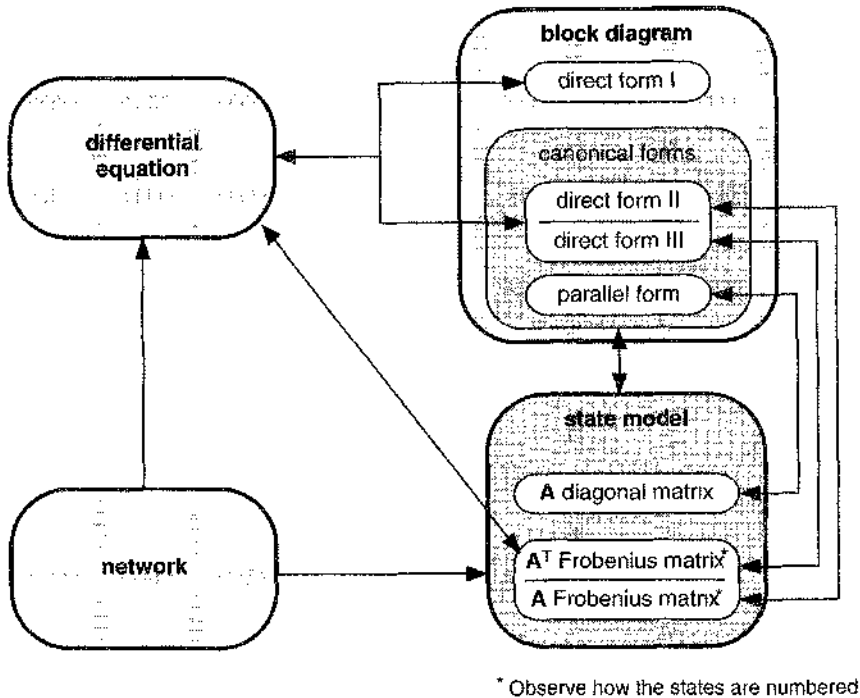 block diagram
direct form I
differential
equation
canonical forms
direct form II
direct form III
parallel form
state model
A diagonal matrix
network
Aᵀ Frobenius matrix*
A Frobenius matrix*
* Observe how the states are numbered